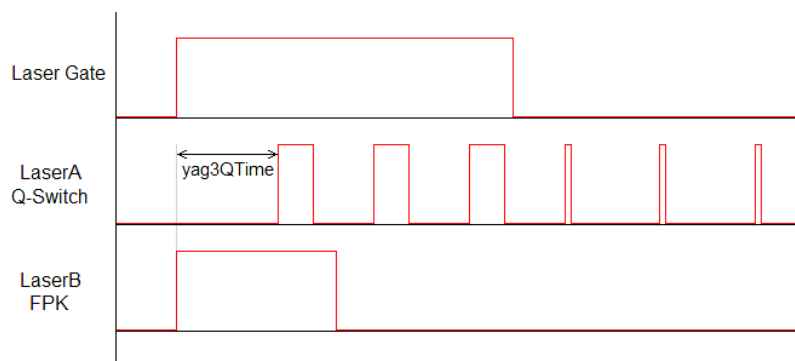 Laser Gate
yag3QTime
LaserA
Q-Switch
LaserB
FPK